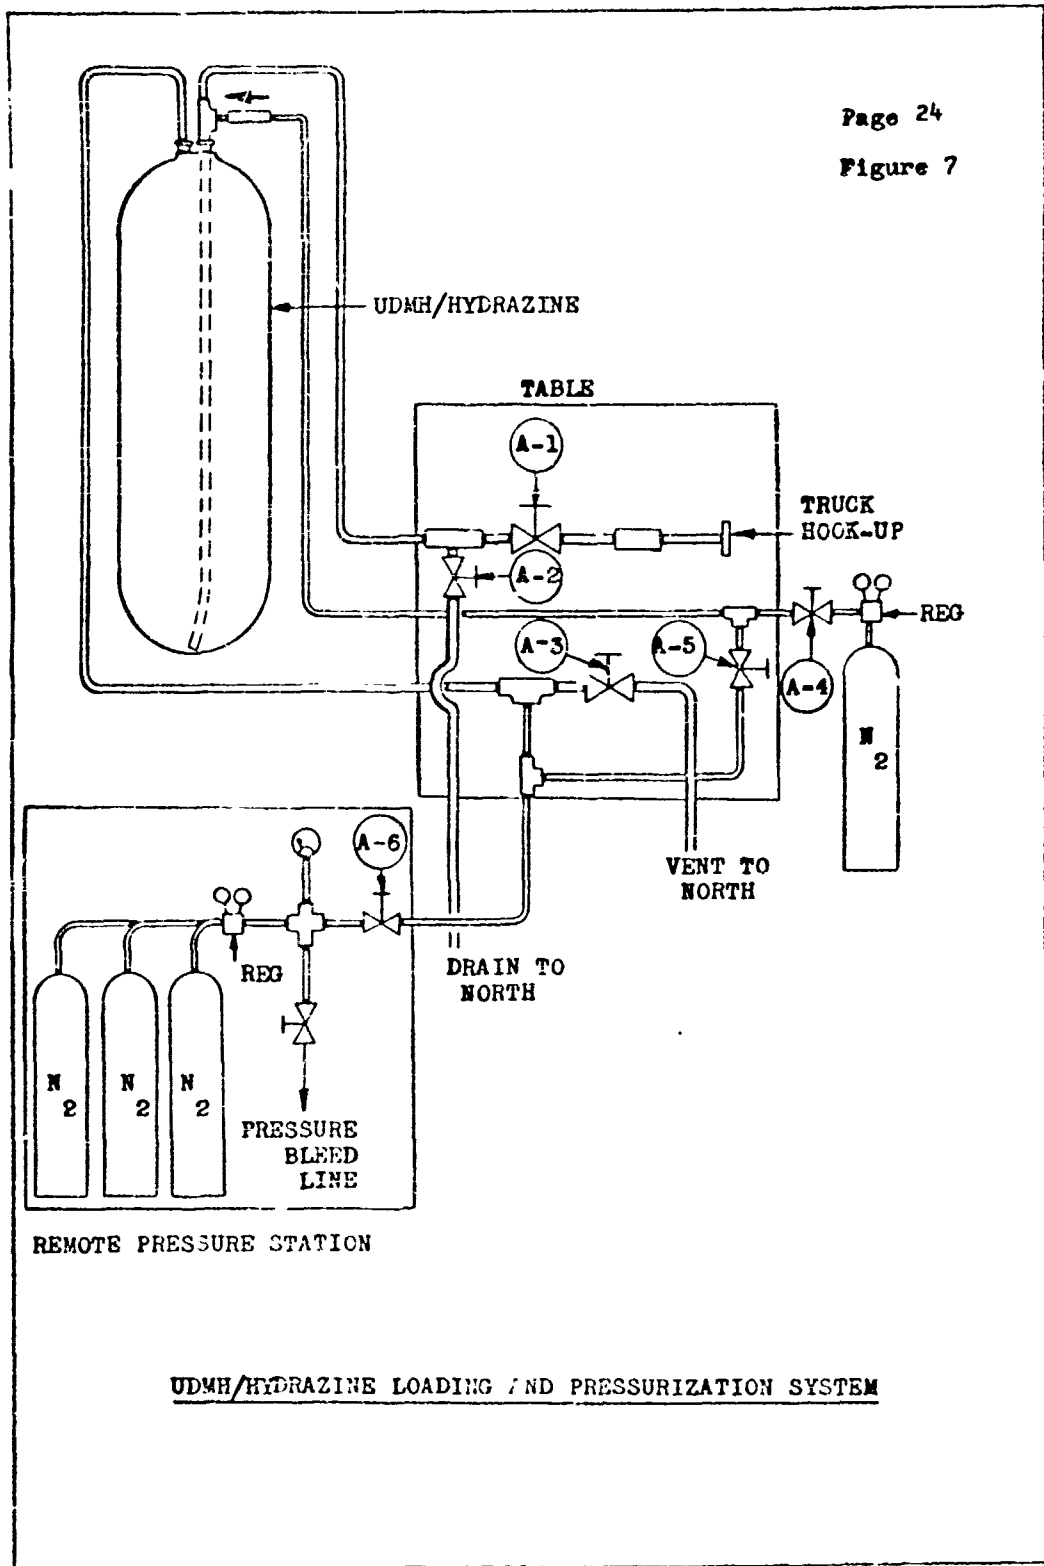 Page 24
Figure 7
UDMH/HYDRAZINE
TABLE
A-1
TRUCK
HOOK-UP
A-2
REG
A-3
A-5
A-4
N
2
A-6
VENT TO
NORTH
REG
DRAIN TO
NORTH
N
2
N
2
N
2
PRESSURE
BLEED
LINE
REMOTE PRESSURE STATION
UDMH/HYDRAZINE LOADING AND PRESSURIZATION SYSTEM